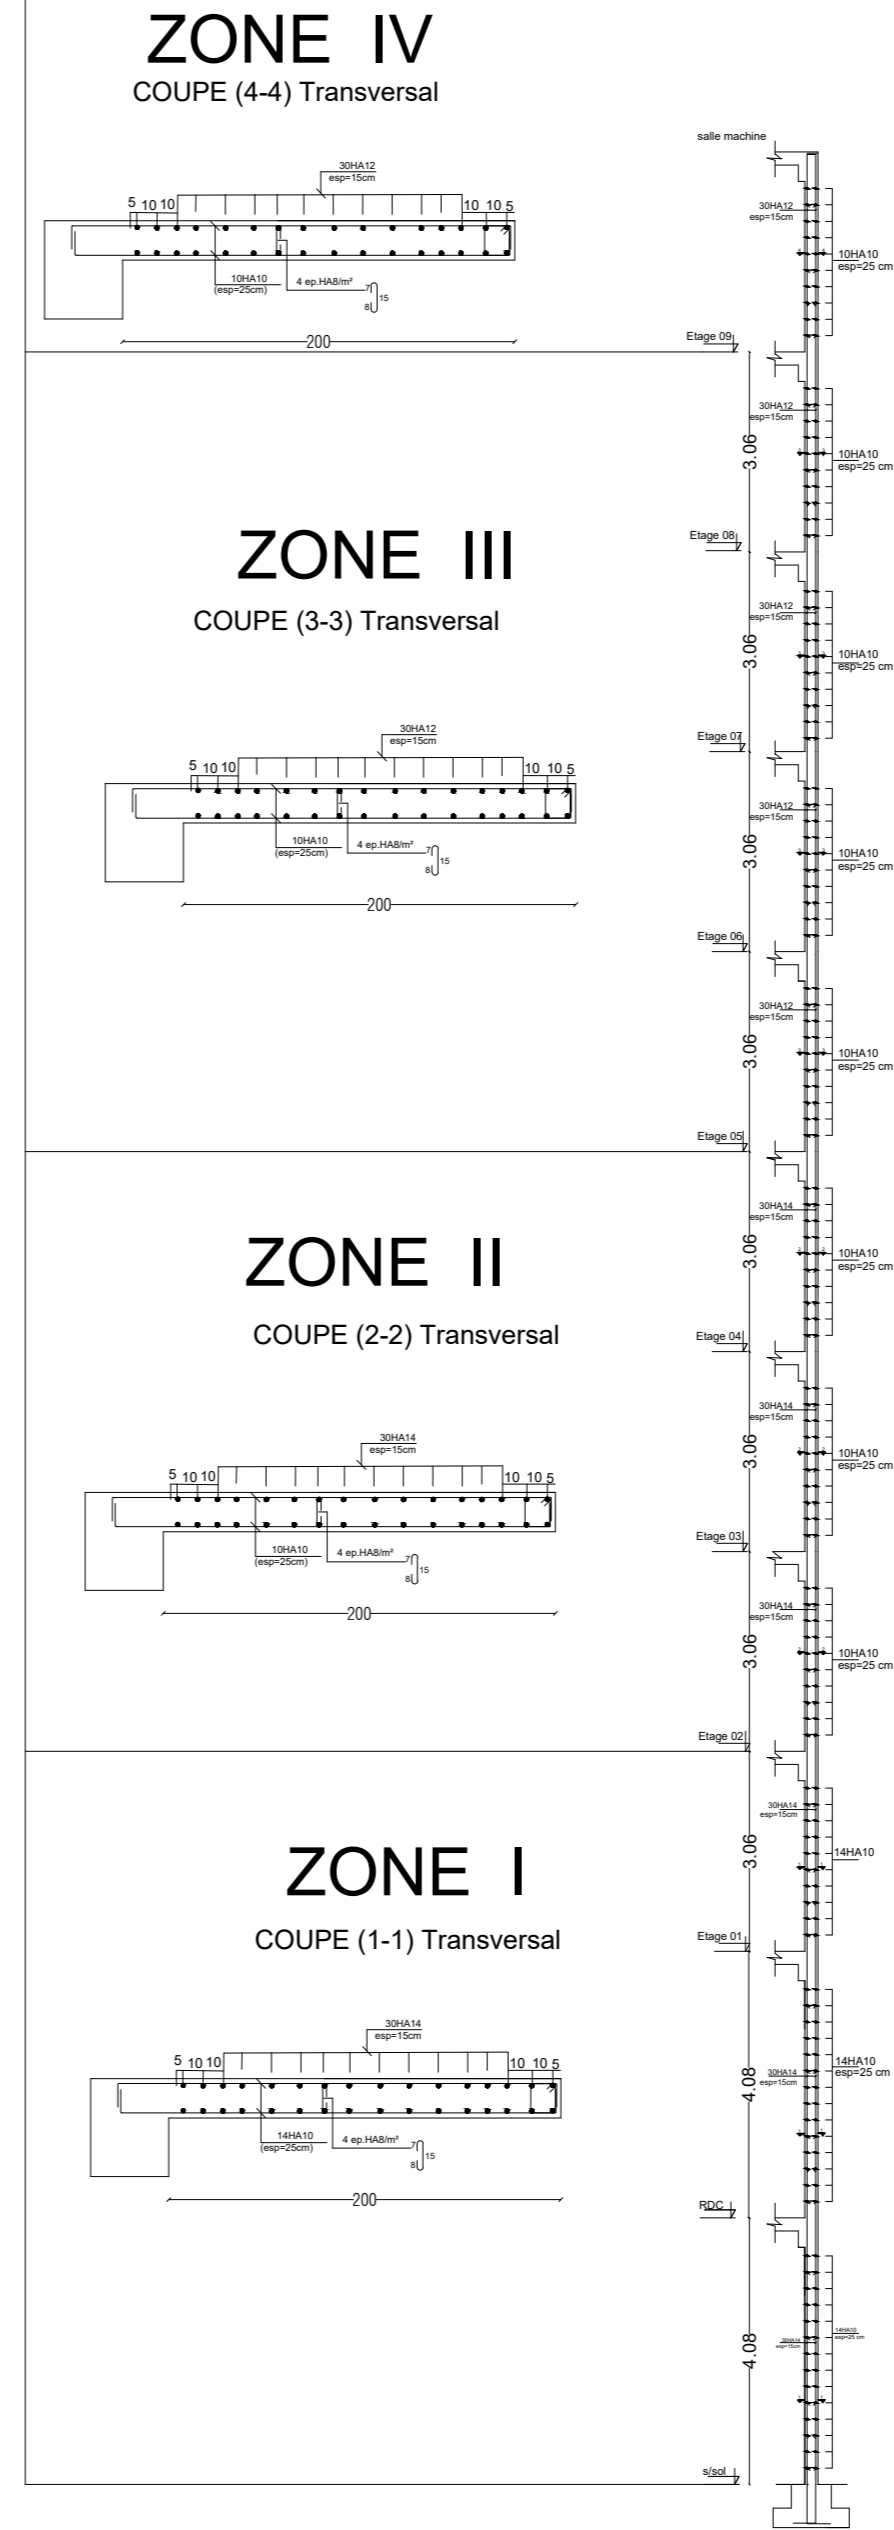 ZONE IV
COUPE (4-4) Transversal
salle machine
30HA12
esp=15cm
5 10 10
10 10 5
10HA10
(esp=25cm)
4 ep.HA8/m²
7
15
8
200
30HA12
esp=15cm
10HA10
esp=25 cm
Etage 09
30HA12
esp=15cm
10HA10
esp=25 cm
3.06
Etage 08
ZONE III
COUPE (3-3) Transversal
30HA12
esp=15cm
10HA10
esp=25 cm
3.06
Etage 07
30HA12
esp=15cm
5 10 10
10 10 5
10HA10
(esp=25cm)
4 ep.HA8/m²
7
15
8
200
30HA12
esp=15cm
10HA10
esp=25 cm
3.06
Etage 06
30HA12
esp=15cm
10HA10
esp=25 cm
3.06
Etage 05
ZONE II
COUPE (2-2) Transversal
30HA14
esp=15cm
10HA10
esp=25 cm
3.06
Etage 04
30HA14
esp=15cm
5 10 10
10 10 5
10HA10
(esp=25cm)
4 ep.HA8/m²
7
15
8
200
30HA14
esp=15cm
10HA10
esp=25 cm
3.06
Etage 03
30HA14
esp=15cm
10HA10
esp=25 cm
3.06
Etage 02
ZONE I
COUPE (1-1) Transversal
30HA14
esp=15cm
14HA10
3.06
Etage 01
30HA14
esp=15cm
5 10 10
10 10 5
14HA10
(esp=25cm)
4 ep.HA8/m²
7
15
8
200
30HA14
esp=15cm
14HA10
esp=25 cm
4.08
RDC
30HA14
esp=15cm
14HA10
esp=25 cm
4.08
s/sol